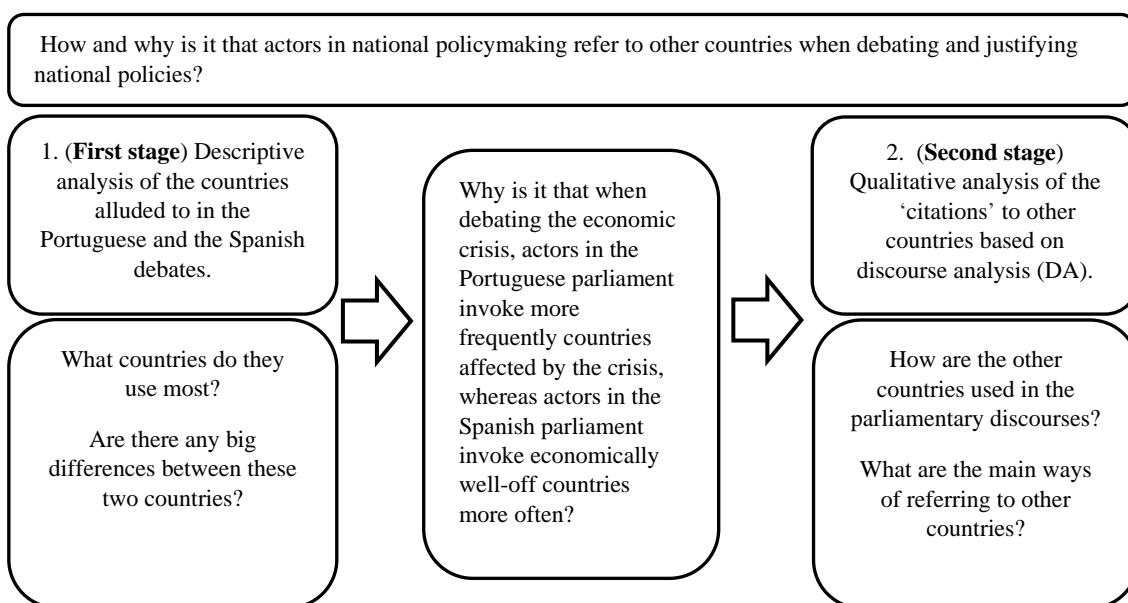 How and why is it that actors in national policymaking refer to other countries when debating and justifying
national policies?
1. (First stage) Descriptive
analysis of the countries
alluded to in the
Portuguese and the Spanish
debates.
What countries do they
use most?
Are there any big
differences between these
two countries?
Why is it that when
debating the economic
crisis, actors in the
Portuguese parliament
invoke more
frequently countries
affected by the crisis,
whereas actors in the
Spanish parliament
invoke economically
well-off countries
more often?
2. (Second stage)
Qualitative analysis of the
‘citations’ to other
countries based on
discourse analysis (DA).
How are the other
countries used in the
parliamentary discourses?
What are the main ways
of referring to other
countries?